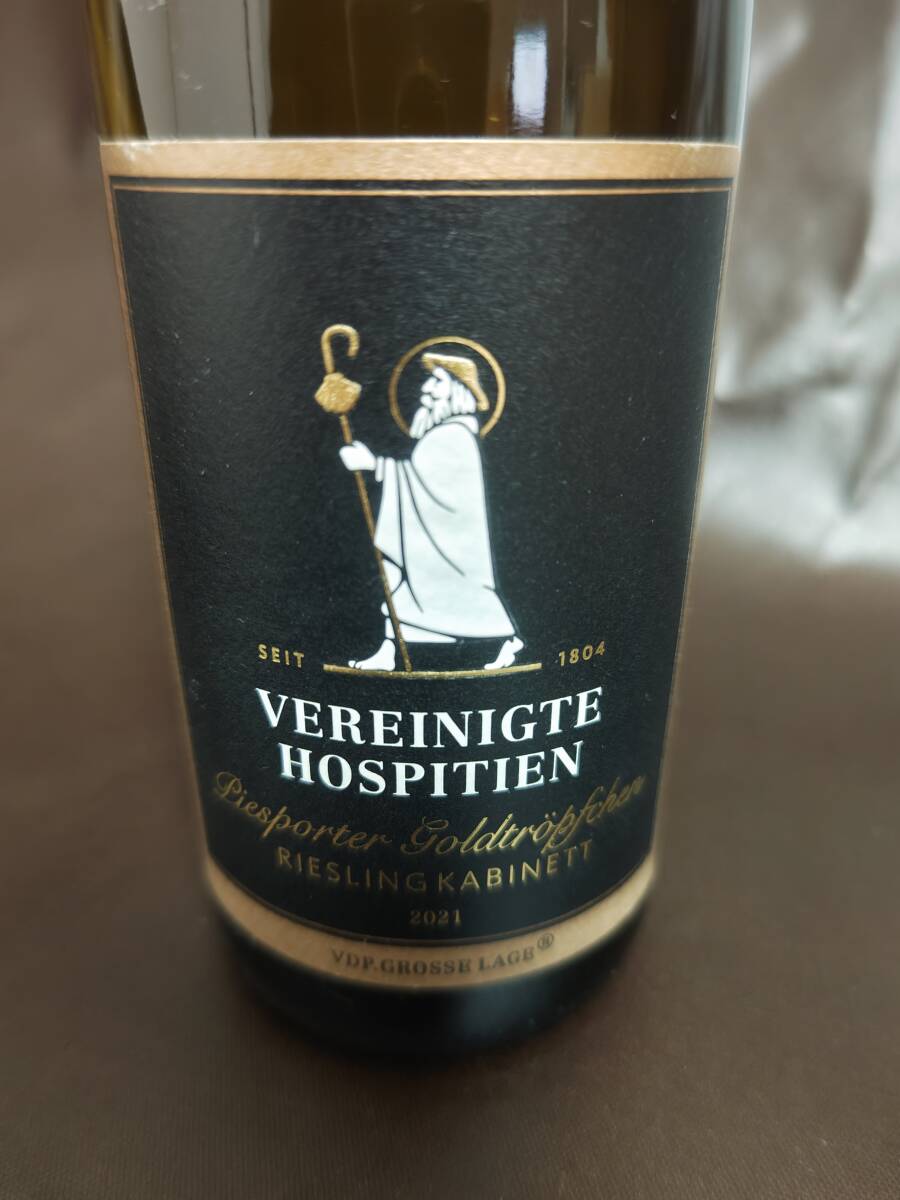 SEIT 1804
VEREINIGTE
HOSPITIEN
Piesporter Goldtröpfchen
RIESLING KABINETT
2021
VDP.GROSSE LAGE®